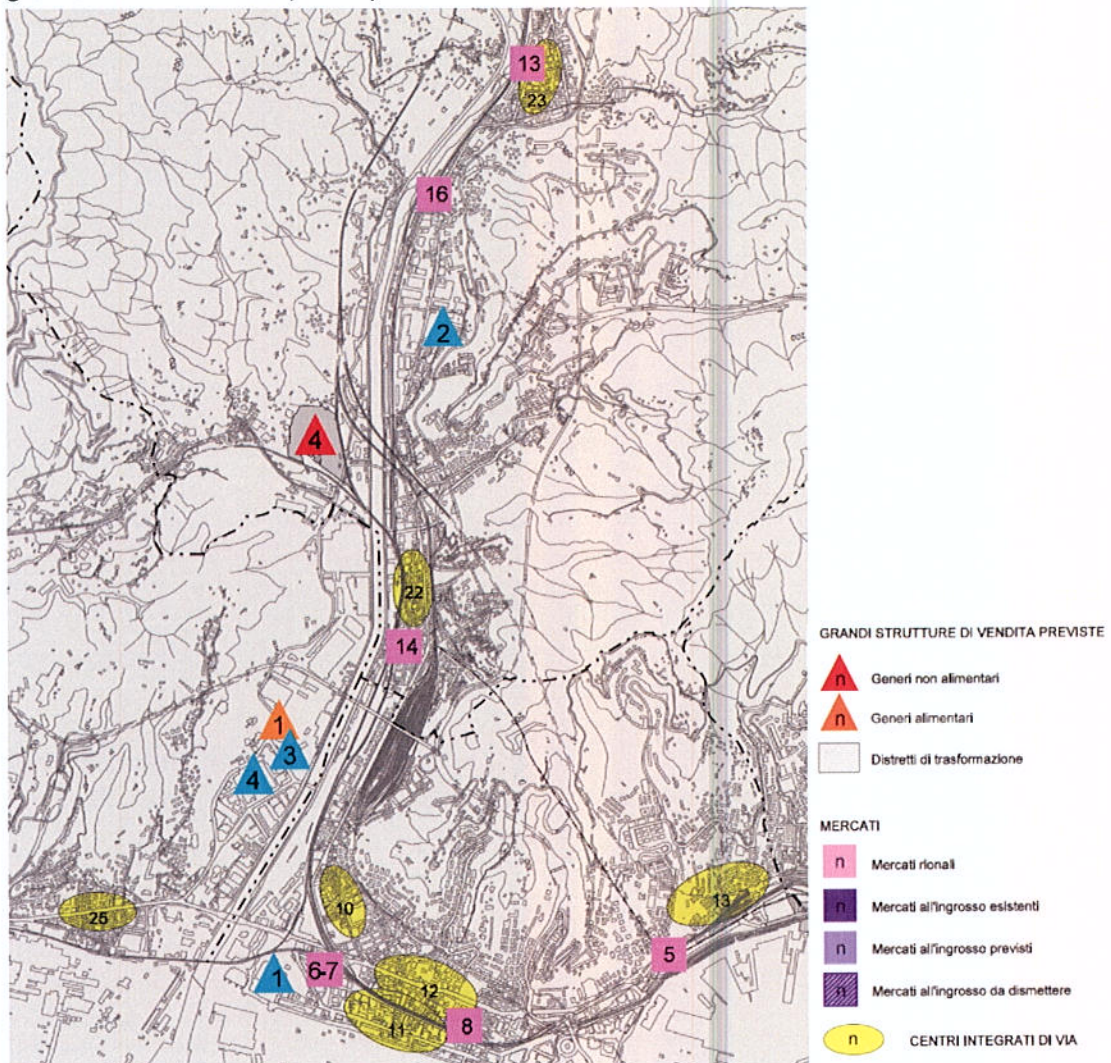 13
23
16
2
4
22
14
1
3
4
10
13
25
5
6-7
1
12
11
8
GRANDI STRUTTURE DI VENDITA PREVISTE
n Generi non alimentari
n Generi alimentari
Distretti di trasformazione
MERCATI
n Mercati rionali
n Mercati all'ingrosso esistenti
n Mercati all'ingrosso previsti
n Mercati all'ingrosso da dismettere
n CENTRI INTEGRATI DI VIA